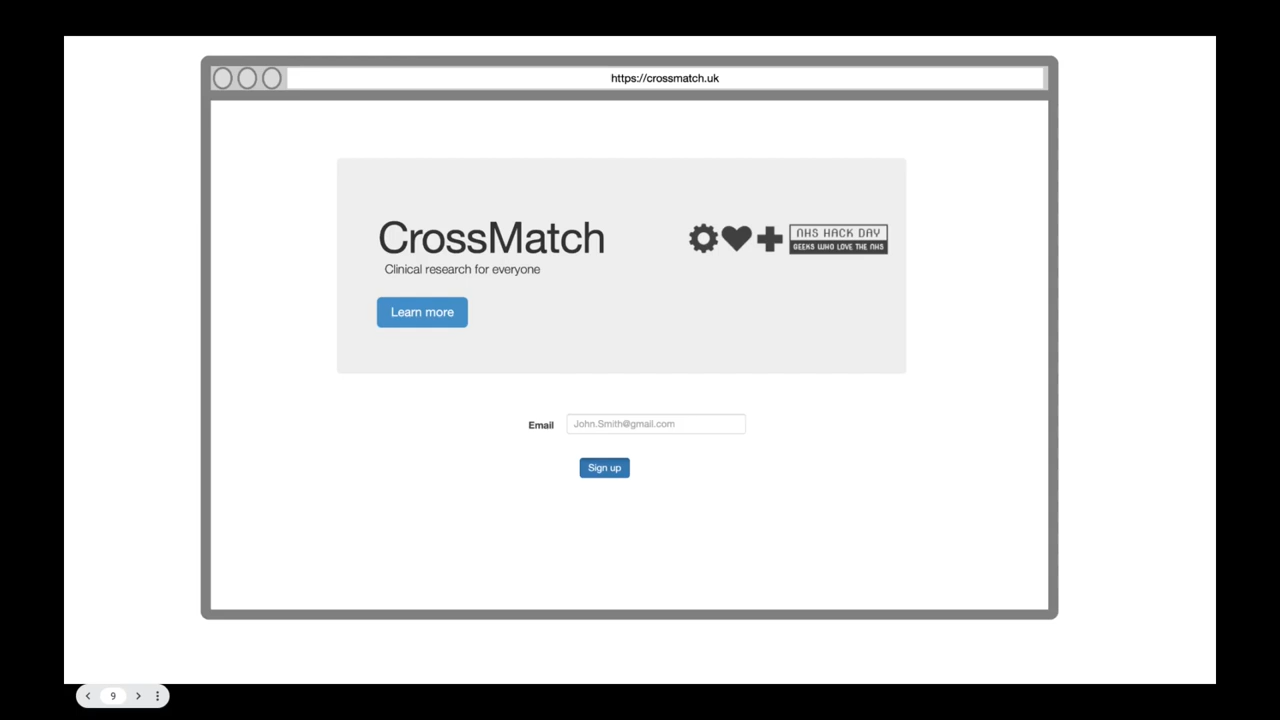 https://crossmatch.uk
CrossMatch
NHS HACK DAY
GEEKS WHO LOVE THE NHS
Clinical research for everyone
Learn more
Email
John.Smith@gmail.com
Sign up
9